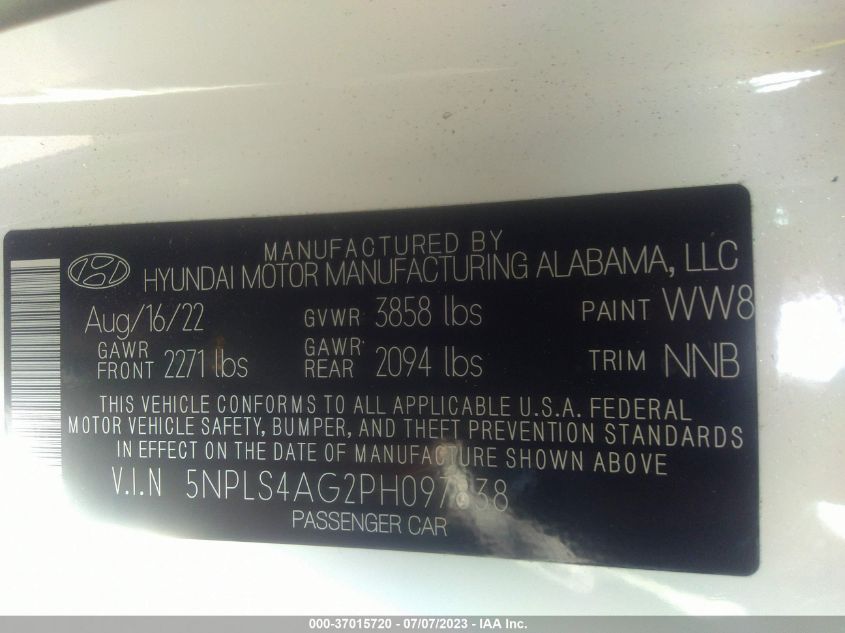 MANUFACTURED BY
HYUNDAI MOTOR MANUFACTURING ALABAMA, LLC
Aug/16/22 GVWR 3858 lbs PAINT WW8
GAWR FRONT 2271 lbs GAWR REAR 2094 lbs TRIM NNB
THIS VEHICLE CONFORMS TO ALL APPLICABLE U.S.A. FEDERAL
MOTOR VEHICLE SAFETY, BUMPER, AND THEFT PREVENTION STANDARDS
IN EFFECT ON THE DATE OF MANUFACTURE SHOWN ABOVE
V.I.N
PASSENGER CAR
000-37015720 - 07/07/2023 - IAA Inc.